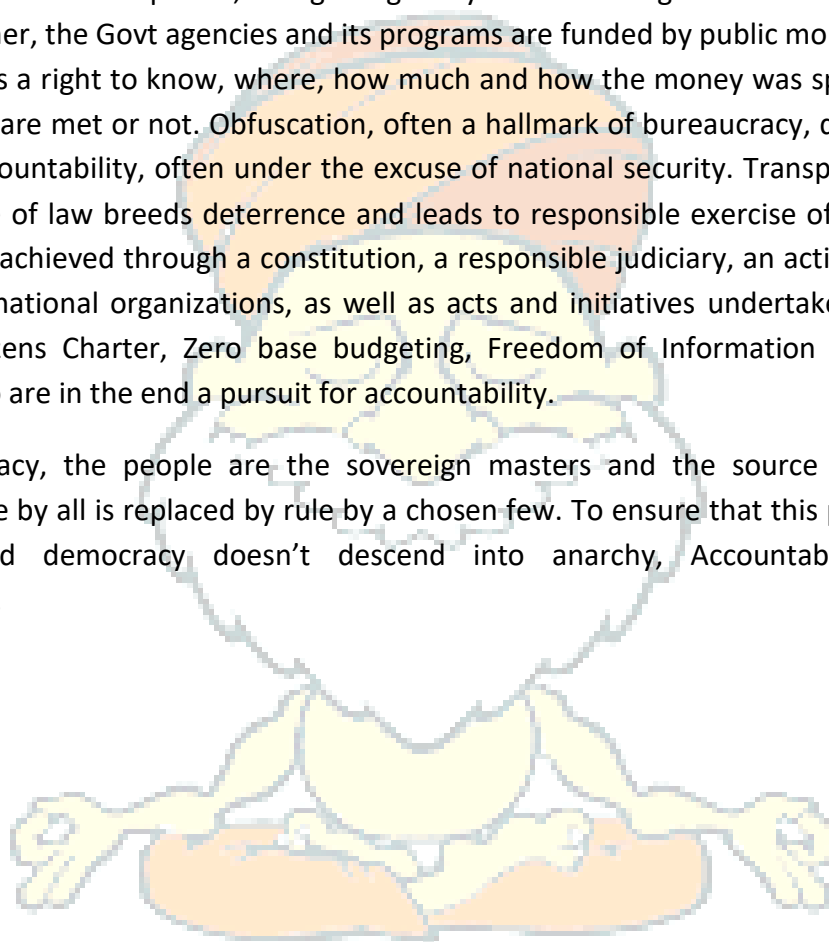 her, the Govt agencies and its programs are funded by public mo
s a right to know, where, how much and how the money was sp
are met or not. Obfuscation, often a hallmark of bureaucracy,
ountability, often under the excuse of national security. Transp
of law breeds deterrence and leads to responsible exercise of
achieved through a constitution, a responsible judiciary, an acti
national organizations, as well as acts and initiatives undertake
zens Charter, Zero base budgeting, Freedom of Information
are in the end a pursuit for accountability.
acy, the people are the sovereign masters and the source
e by all is replaced by rule by a chosen few. To ensure that this
d democracy doesn’t descend into anarchy, Accountab